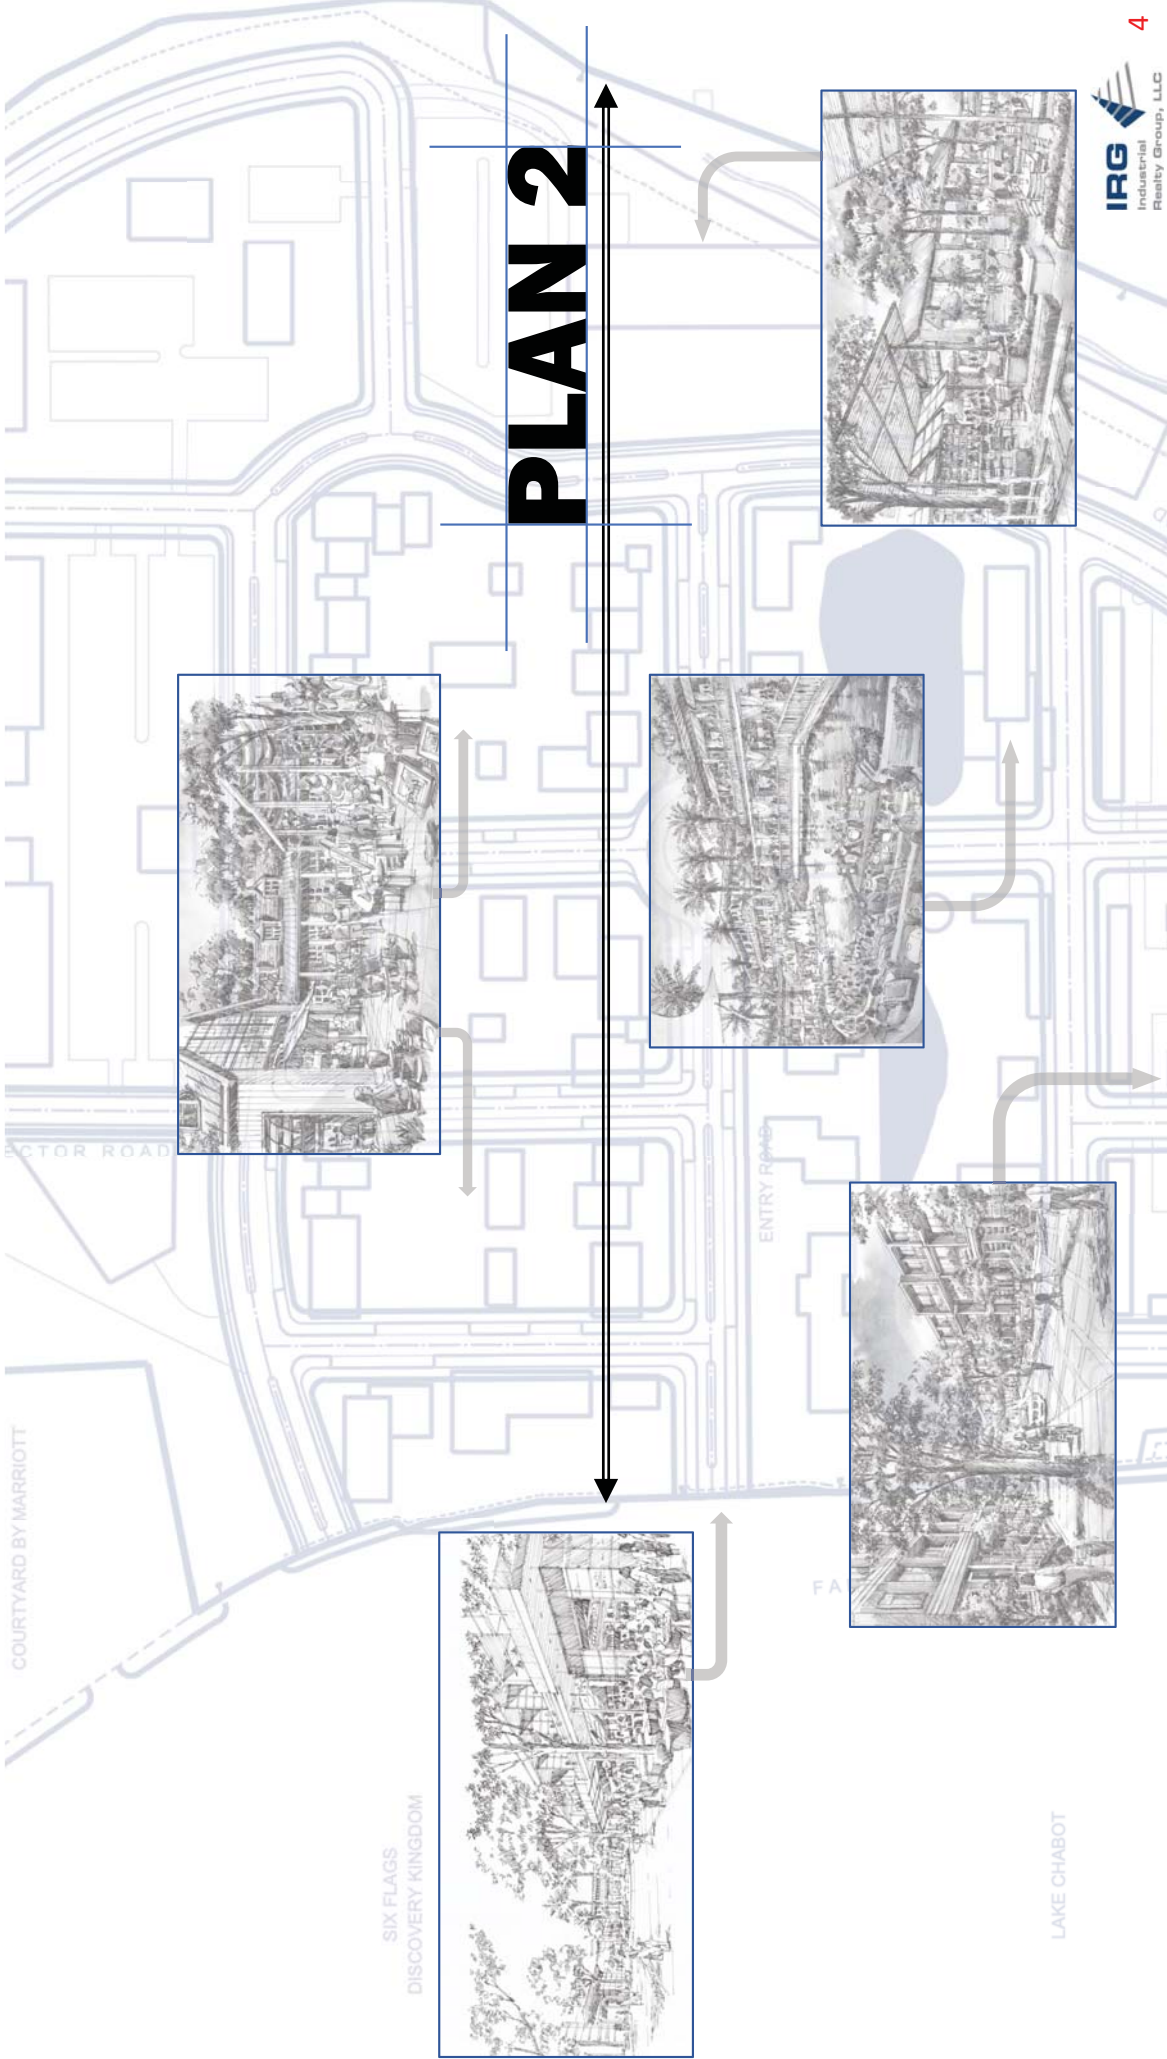 PLAN 2
COURTYARD BY MARRIOTT
SIX FLAGS
DISCOVERY KINGDOM
ENTRY ROAD
ROAD
LAKE CHABOT
IRG
Industrial
Realty Group, LLC
4